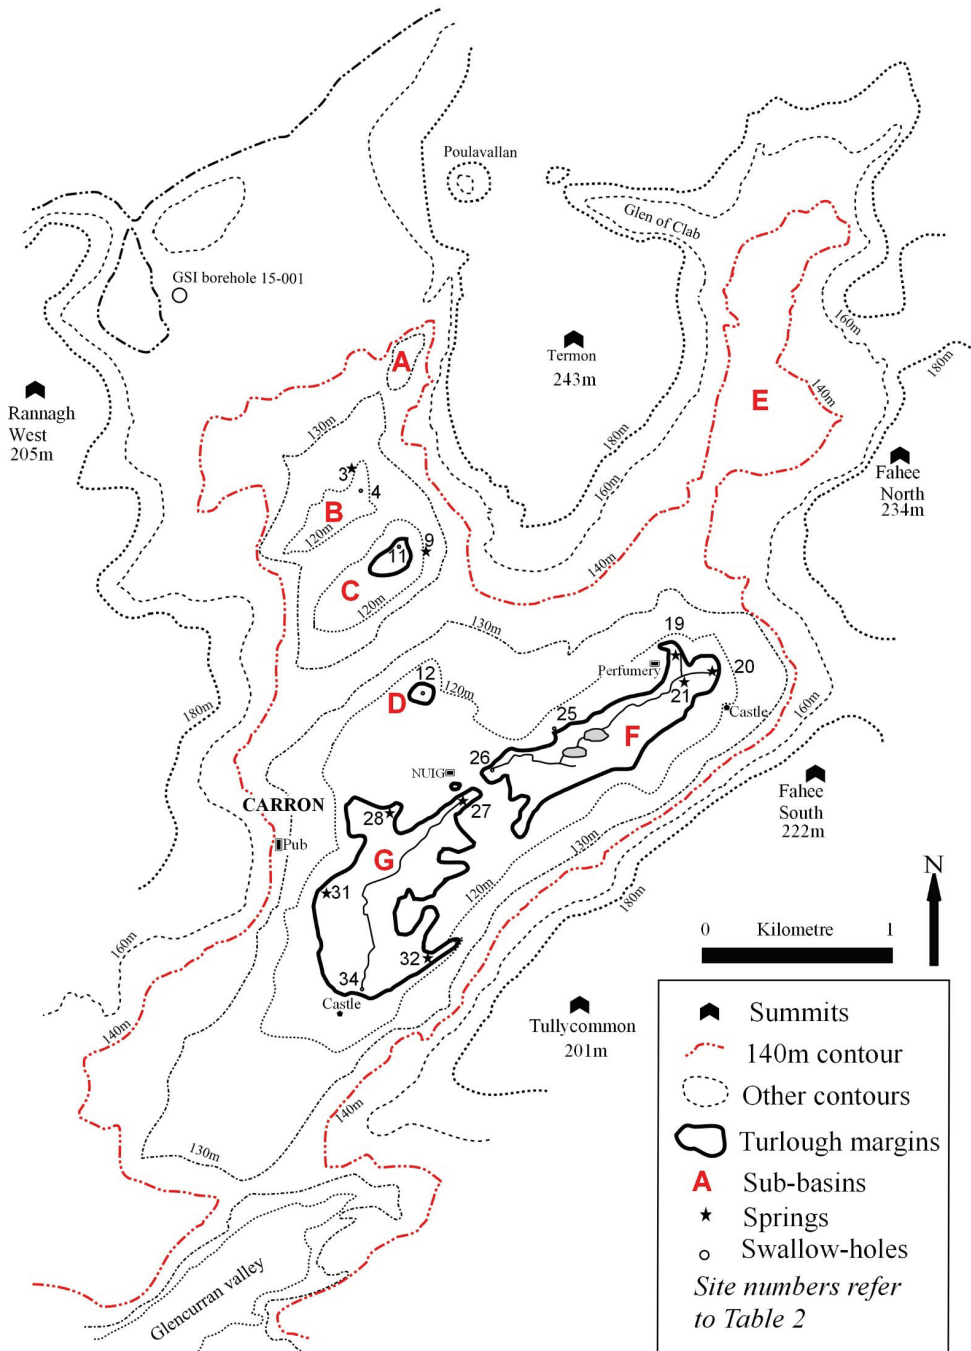 Poulavallan
Glen of Clab
GSI borehole 15-001
160m
180m
Termon
243m
A
E
140m
Rannagh
West
205m
130m
180m
160m
Fahee
North
234m
3
4
B
120m
9
11
C
120m
140m
130m
19
Perfumery
20
21
12
D
120m
Castle
160m
180m
25
F
26
NUIG
Fahee
South
222m
CARRON
28
27
Pub
G
130m
120m
180m
31
N
0 Kilometre 1
160m
32
34
Castle
Tullycommon
201m
140m
140m
130m
Glencurran valley
Summits
140m contour
Other contours
Turlough margins
A Sub-basins
Springs
Swallow-holes
Site numbers refer
to Table 2